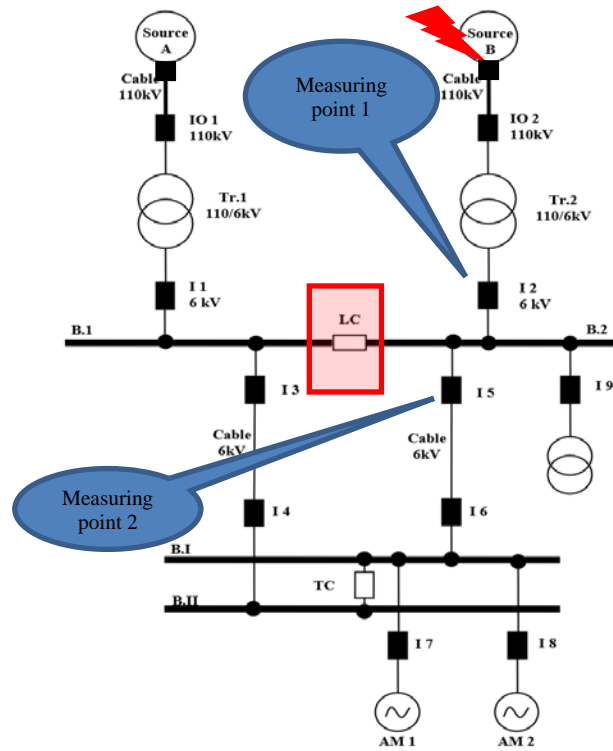 Source
A
Source
B
Cable
110kV
Cable
110kV
Measuring
point 1
IO 1
110kV
IO 2
110kV
Tr.1
110/6kV
Tr.2
110/6kV
I 1
6 kV
I 2
6 kV
B.1
LC
B.2
I 3
I 5
I 9
Cable
6kV
Cable
6kV
Measuring
point 2
I 4
I 6
B.I
TC
B.II
I 7
I 8
AM 1
AM 2